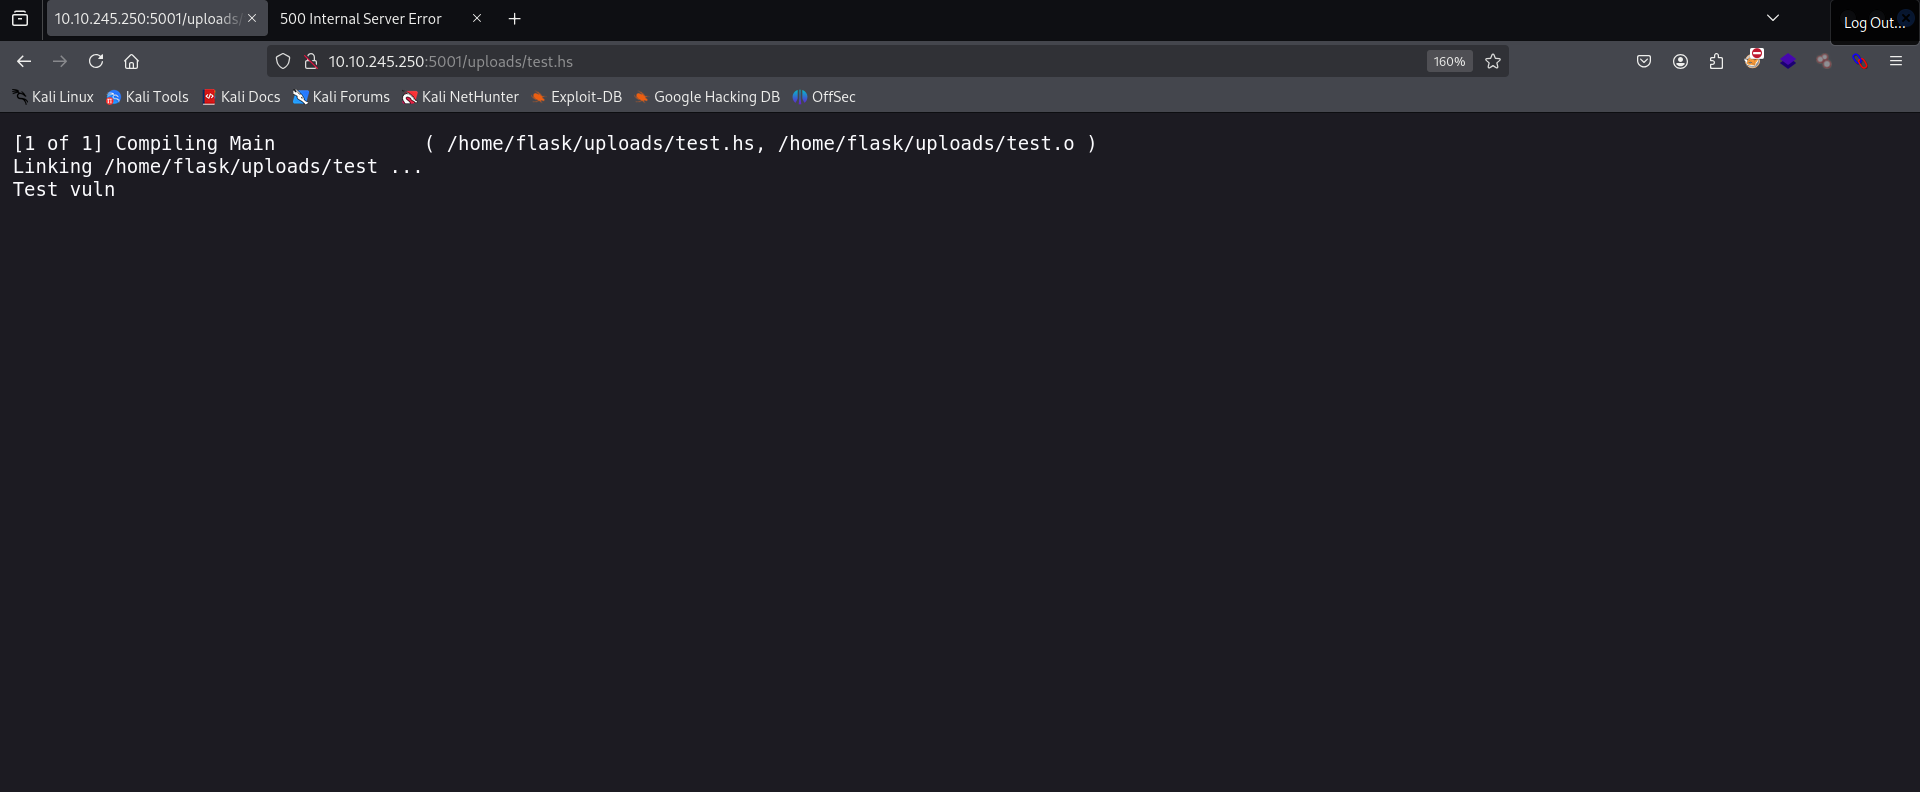 10.10.245.250:5001/uploads/
500 Internal Server Error
Log Out...
10.10.245.250:5001/uploads/test.hs
160%
Kali Linux
Kali Tools
Kali Docs
Kali Forums
Kali NetHunter
Exploit-DB
Google Hacking DB
OffSec
[1 of 1] Compiling Main             ( /home/flask/uploads/test.hs, /home/flask/uploads/test.o )
Linking /home/flask/uploads/test ...
Test vuln